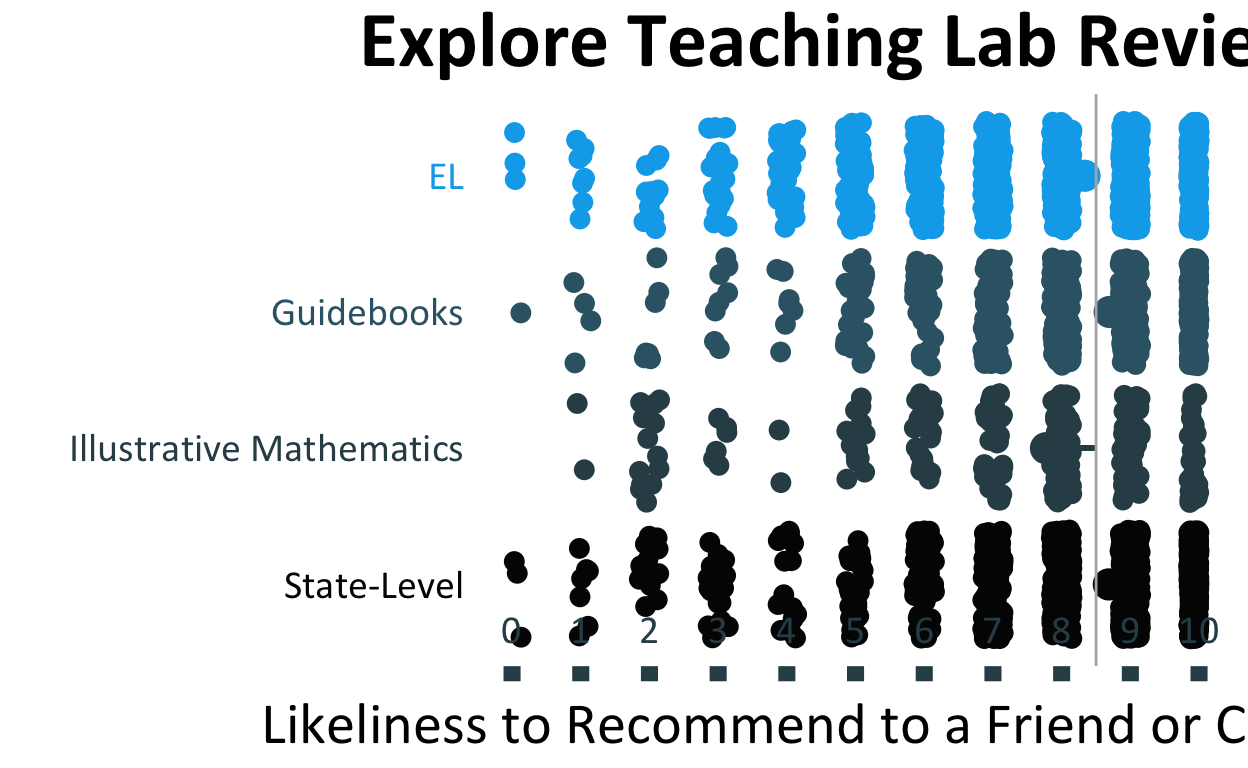 Explore Teaching Lab Revie
EL
Guidebooks
Illustrative Mathematics
State-Level
0 1 2 3 4 5 6 7 8 9 10
Likeliness to Recommend to a Friend or C